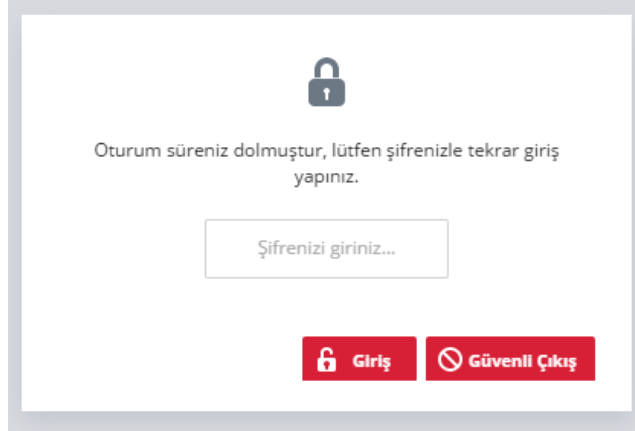 Oturum süreniz dolmuştur, lütfen şifrenizle tekrar giriş
yapınız.
Şifrenizi giriniz...
Giriş
Güvenli Çıkış